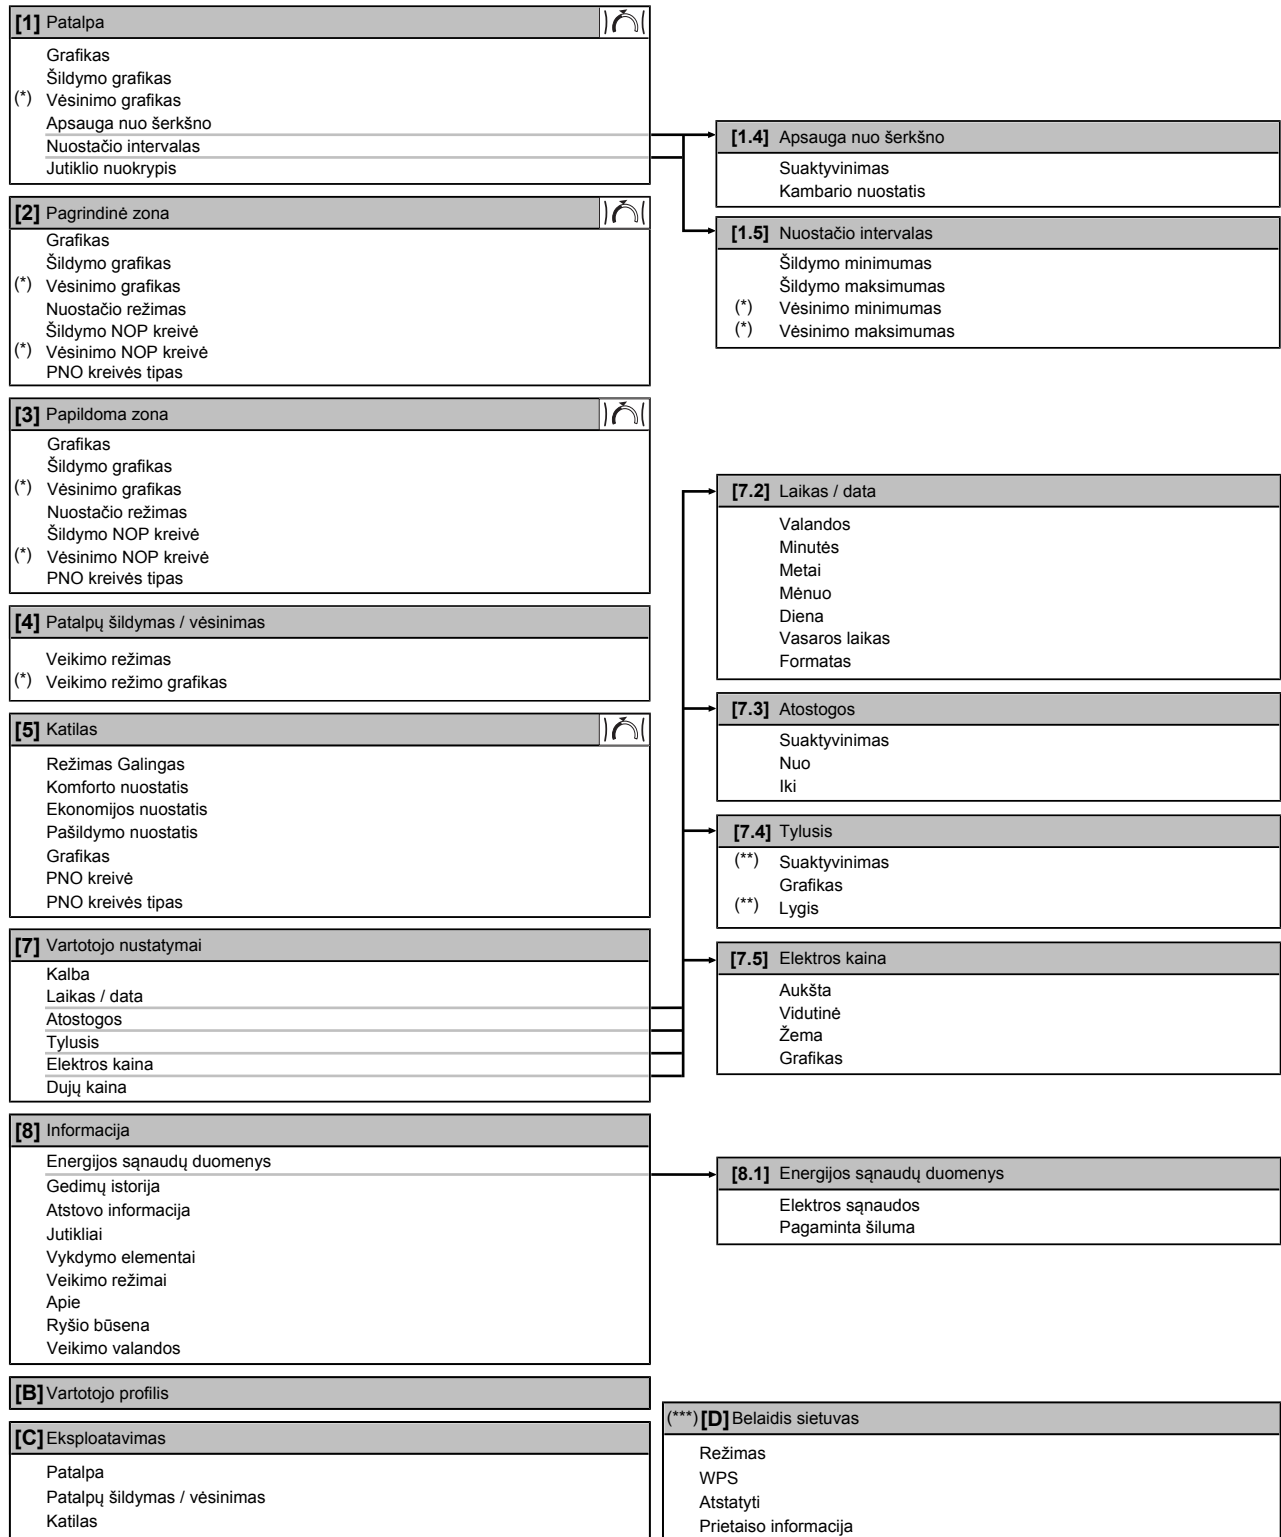 [1] Patalpa
Grafikas
Šildymo grafikas
(*) Vėsinimo grafikas
Apsauga nuo šerkšno
Nuostačio intervalas
Jutiklio nuokrypis
[1.4] Apsauga nuo šerkšno
Suaktyvinimas
Kambario nuostatis
[1.5] Nuostačio intervalas
Šildymo minimumas
Šildymo maksimumas
(*) Vėsinimo minimumas
(*) Vėsinimo maksimumas
[2] Pagrindinė zona
Grafikas
Šildymo grafikas
(*) Vėsinimo grafikas
Nuostačio režimas
Šildymo NOP kreivė
(*) Vėsinimo NOP kreivė
PNO kreivės tipas
[3] Papildoma zona
Grafikas
Šildymo grafikas
(*) Vėsinimo grafikas
Nuostačio režimas
Šildymo NOP kreivė
(*) Vėsinimo NOP kreivė
PNO kreivės tipas
[4] Patalpų šildymas / vėsinimas
Veikimo režimas
(*) Veikimo režimo grafikas
[5] Katilas
Režimas Galingas
Komforto nuostatis
Ekonomijos nuostatis
Pašildymo nuostatis
Grafikas
PNO kreivė
PNO kreivės tipas
[7] Vartotojo nustatymai
Kalba
Laikas / data
Atostogos
Tylusis
Elektros kaina
Dujų kaina
[7.2] Laikas / data
Valandos
Minutės
Metai
Mėnuo
Diena
Vasaros laikas
Formatas
[7.3] Atostogos
Suaktyvinimas
Nuo
Iki
[7.4] Tylusis
(**) Suaktyvinimas
Grafikas
(**) Lygis
[7.5] Elektros kaina
Aukšta
Vidutinė
Žema
Grafikas
[8] Informacija
Energijos sąnaudų duomenys
Gedimų istorija
Atstovo informacija
Jutikliai
Vykdymo elementai
Veikimo režimai
Apie
Ryšio būsena
Veikimo valandos
[8.1] Energijos sąnaudų duomenys
Elektros sąnaudos
Pagaminta šiluma
[B] Vartotojo profilis
[C] Eksploatavimas
Patalpa
Patalpų šildymas / vėsinimas
Katilas
(***) [D] Belaidis sietuvas
Režimas
WPS
Atstatyti
Prietaiso informacija